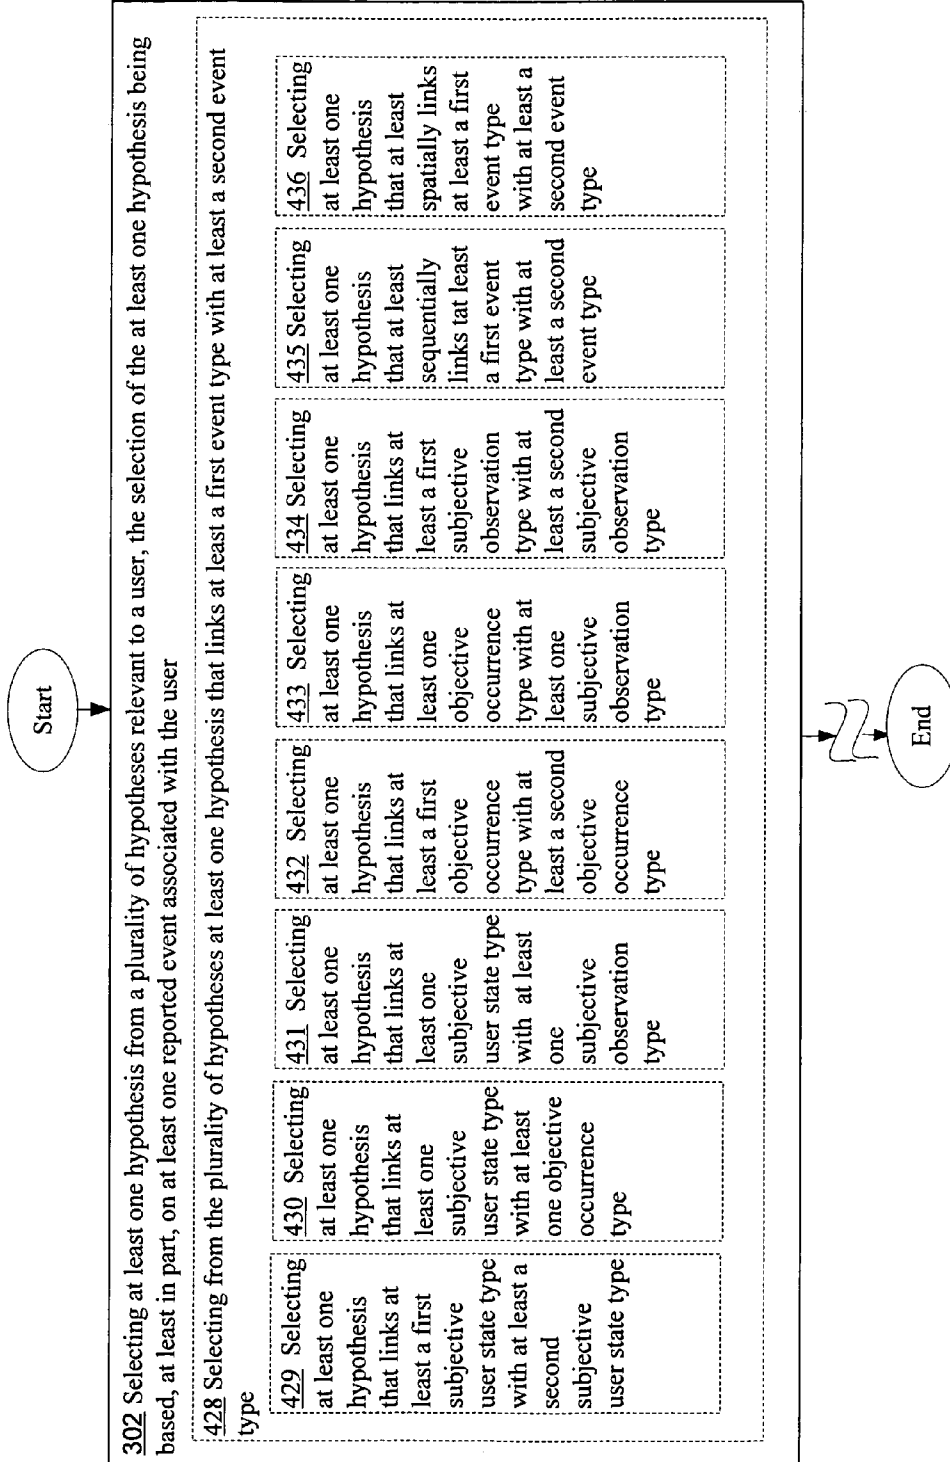 Start
302 Selecting at least one hypothesis from a plurality of hypotheses relevant to a user, the selection of the at least one hypothesis being
based, at least in part, on at least one reported event associated with the user
428 Selecting from the plurality of hypotheses at least one hypothesis that links at least a first event type with at least a second event
type
429 Selecting
at least one
hypothesis
that links at
least a first
subjective
user state type
with at least a
second
subjective
user state type
430 Selecting
at least one
hypothesis
that links at
least one
subjective
user state type
with at least
one objective
occurrence
type
431 Selecting
at least one
hypothesis
that links at
least one
subjective
user state type
with at least
one
subjective
observation
type
432 Selecting
at least one
hypothesis
that links at
least a first
objective
occurrence
type with at
least a second
objective
occurrence
type
433 Selecting
at least one
hypothesis
that links at
least one
objective
occurrence
type with at
least one
subjective
observation
type
434 Selecting
at least one
hypothesis
that links at
least a first
subjective
observation
type with at
least a second
subjective
observation
type
435 Selecting
at least one
hypothesis
that at least
sequentially
links tat least
a first event
type with at
least a second
event type
436 Selecting
at least one
hypothesis
that at least
spatially links
at least a first
event type
with at least a
second event
type
End